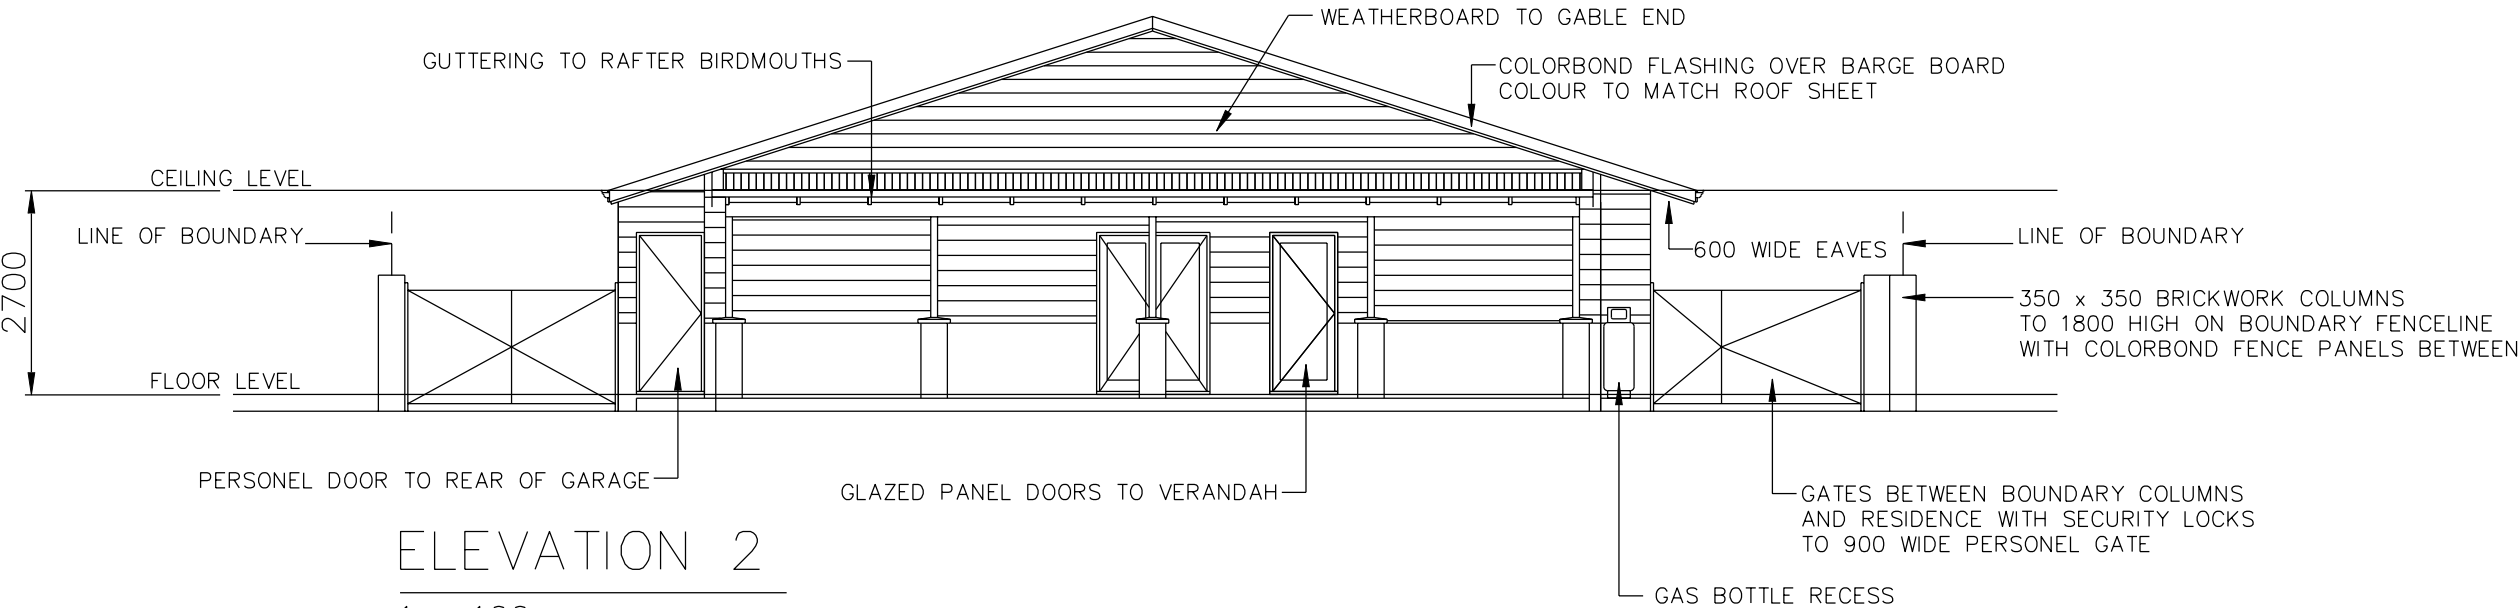 WEATHERBOARD TO GABLE END
GUTTERING TO RAFTER BIRDMOUTHS
COLORBOND FLASHING OVER BARGE BOARD
COLOUR TO MATCH ROOF SHEET
CEILING LEVEL
LINE OF BOUNDARY
2700
600 WIDE EAVES
LINE OF BOUNDARY
350 x 350 BRICKWORK COLUMNS
TO 1800 HIGH ON BOUNDARY FENCELINE
WITH COLORBOND FENCE PANELS BETWEEN
FLOOR LEVEL
PERSONEL DOOR TO REAR OF GARAGE
GLAZED PANEL DOORS TO VERANDAH
GATES BETWEEN BOUNDARY COLUMNS
AND RESIDENCE WITH SECURITY LOCKS
TO 900 WIDE PERSONEL GATE
ELEVATION 2
GAS BOTTLE RECESS